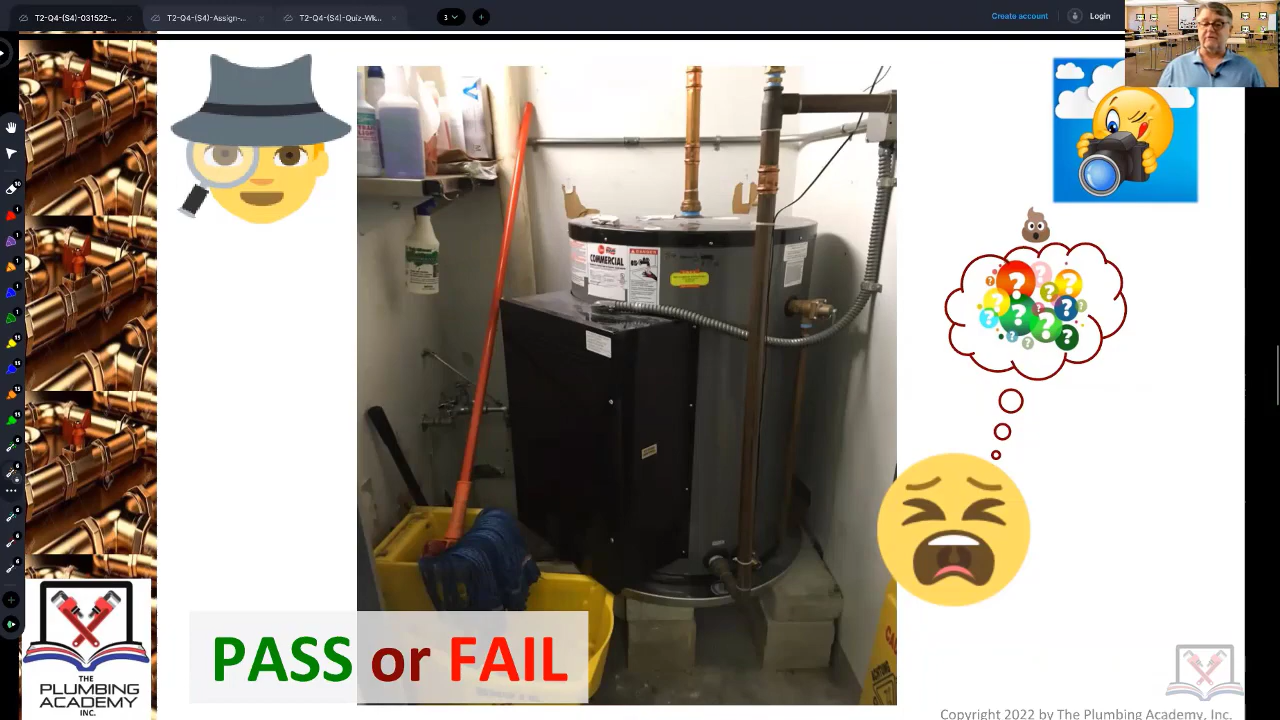 T2-Q4-(S4)-031522-...
T2-Q4-(S4)-Assign-...
T2-Q4-(S4)-Quiz-Wk...
3
Create account
Login
COMMERCIAL
PASS or FAIL
THE
PLUMBING
ACADEMY
INC.
Copyright 2022 by The Plumbing Academy, Inc.